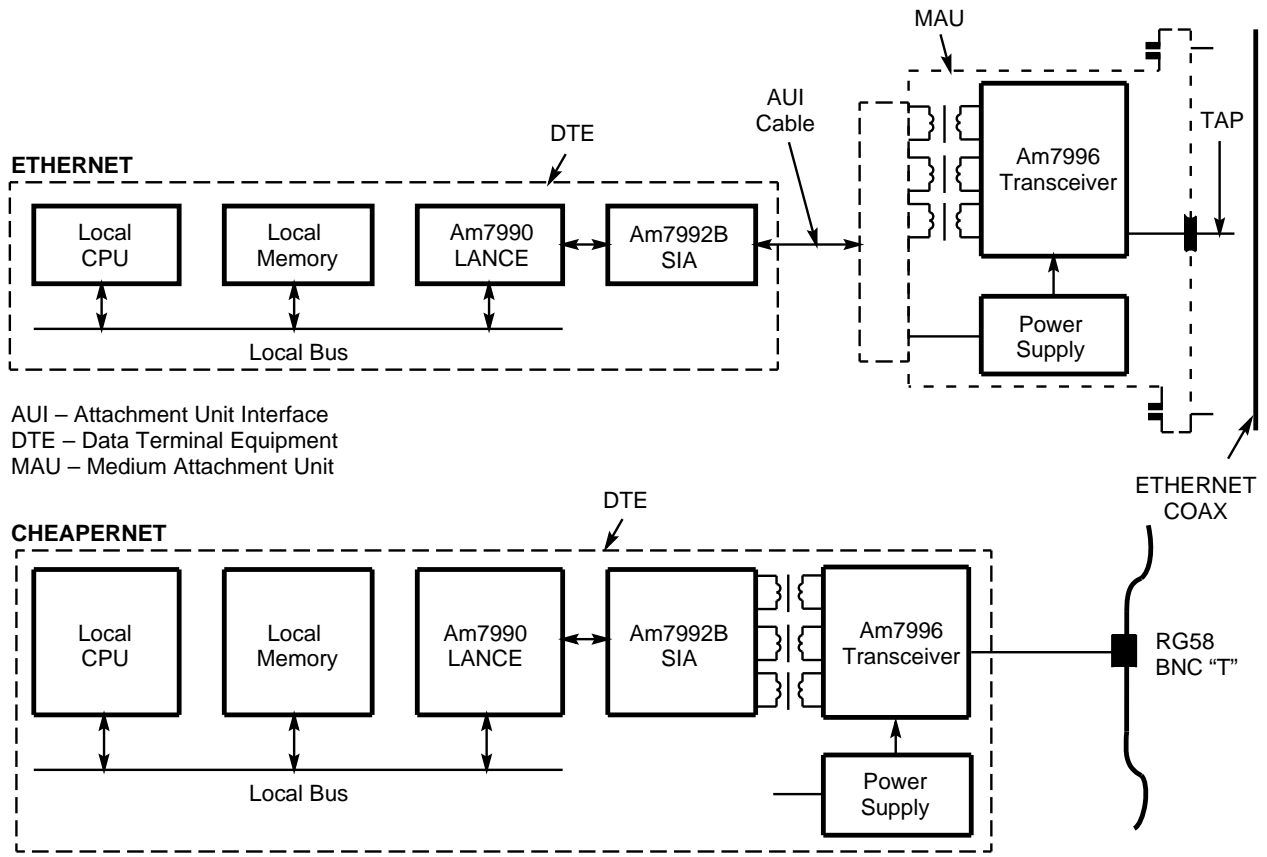 MAU
AUI
Cable
TAP
DTE
ETHERNET
Am7996
Transceiver
Local
CPU
Local
Memory
Am7990
LANCE
Am7992B
SIA
Power
Supply
Local Bus
AUI – Attachment Unit Interface
DTE – Data Terminal Equipment
MAU – Medium Attachment Unit
ETHERNET
COAX
DTE
CHEAPERNET
Local
CPU
Local
Memory
Am7990
LANCE
Am7992B
SIA
Am7996
Transceiver
RG58
BNC “T”
Local Bus
Power
Supply